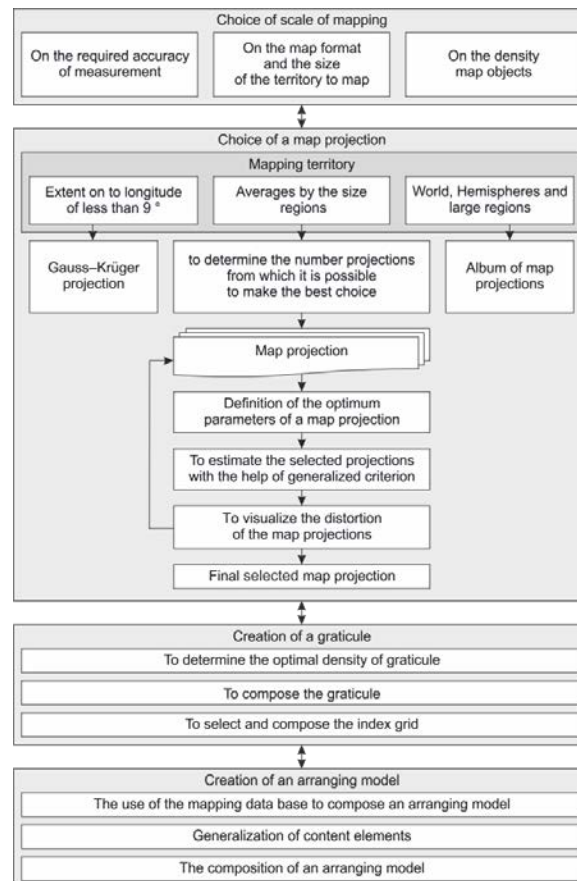 Choice of scale of mapping
On the required accuracy
of measurement
On the map format
and the size
of the territory to map
On the density
map objects
Choice of a map projection
Mapping territory
Extent on to longitude
of less than 9 °
Averages by the size
regions
World, Hemispheres and
large regions
Gauss–Krüger
projection
to determine the number projections
from which it is possible
to make the best choice
Album of map
projections
Map projection
Definition of the optimum
parameters of a map projection
To estimate the selected projections
with the help of generalized criterion
To visualize the distortion
of the map projections
Final selected map projection
Creation of a graticule
To determine the optimal density of graticule
To compose the graticule
To select and compose the index grid
Creation of an arranging model
The use of the mapping data base to compose an arranging model
Generalization of content elements
The composition of an arranging model